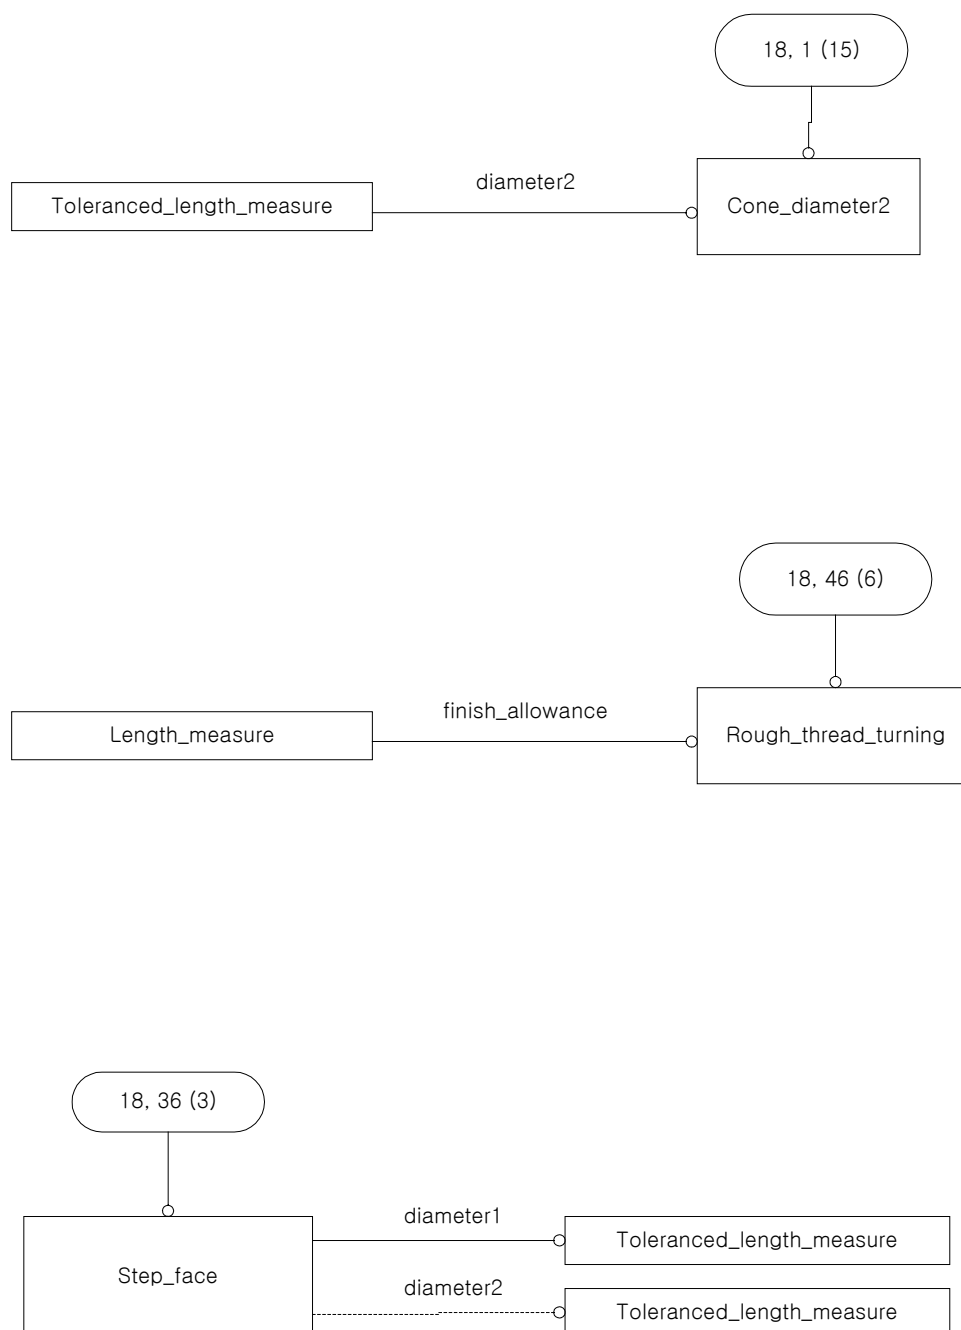 18, 1 (15)
diameter2
Toleranced_length_measure
Cone_diameter2
18, 46 (6)
finish_allowance
Length_measure
Rough_thread_turning
18, 36 (3)
diameter1
Toleranced_length_measure
Step_face
diameter2
Toleranced_length_measure